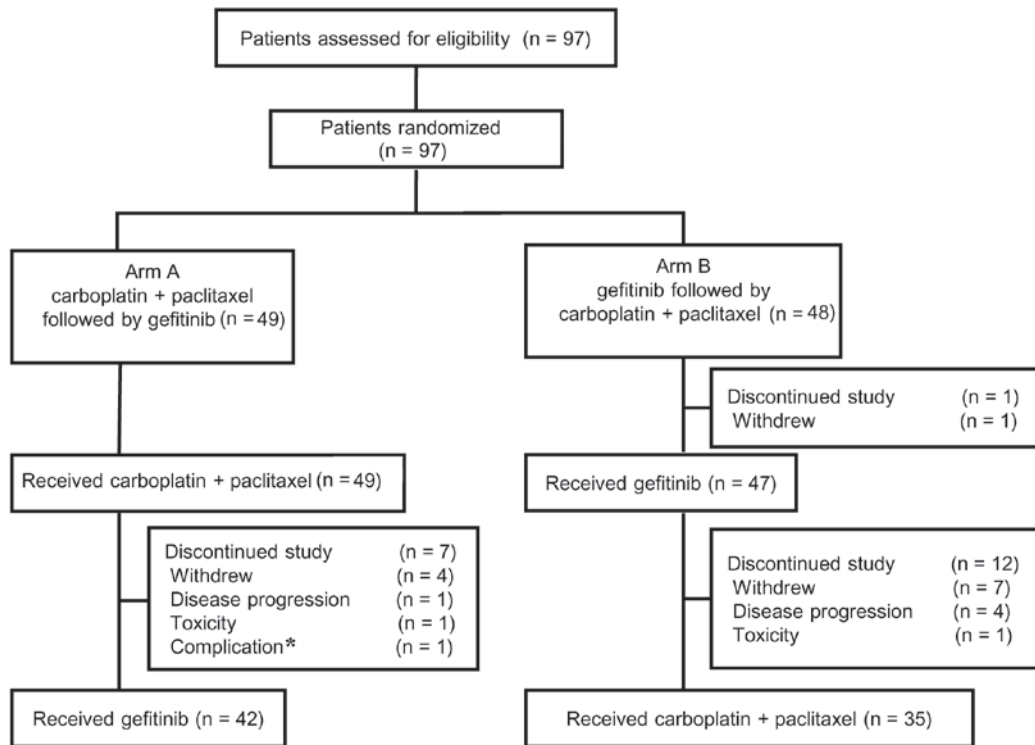 Patients assessed for eligibility (n = 97)
Patients randomized
(n = 97)
Arm A
carboplatin + paclitaxel
followed by gefitinib (n = 49)
Arm B
gefitinib followed by
carboplatin + paclitaxel (n = 48)
Discontinued study (n = 1)
Withdrew (n = 1)
Received carboplatin + paclitaxel (n = 49)
Received gefitinib (n = 47)
Discontinued study (n = 7)
Withdrew (n = 4)
Disease progression (n = 1)
Toxicity (n = 1)
Complication* (n = 1)
Discontinued study (n = 12)
Withdrew (n = 7)
Disease progression (n = 4)
Toxicity (n = 1)
Received gefitinib (n = 42)
Received carboplatin + paclitaxel (n = 35)